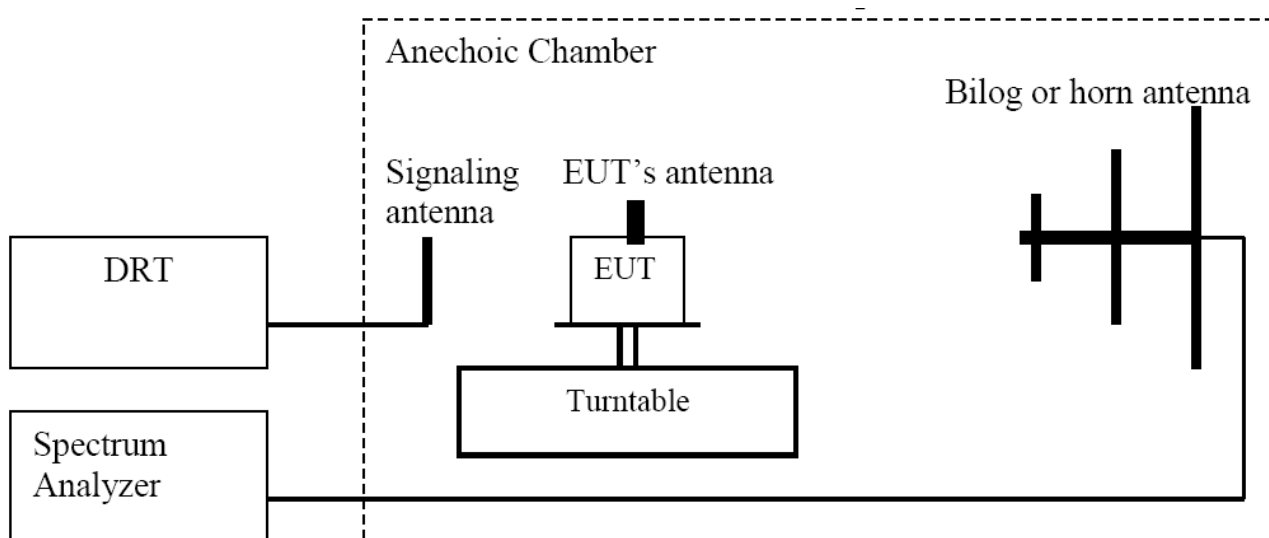 Anechoic Chamber
Bilog or horn antenna
Signaling
antenna
EUT’s antenna
DRT
EUT
Turntable
Spectrum
Analyzer